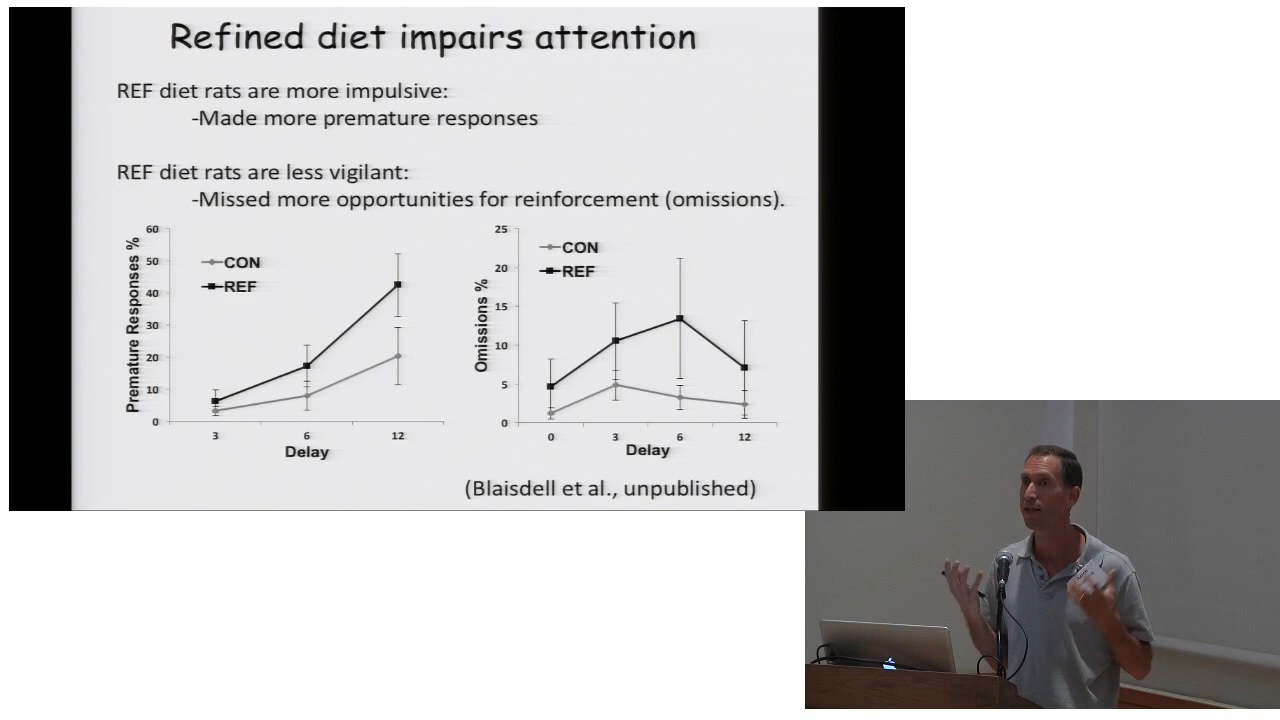 Refined diet impairs attention
REF diet rats are more impulsive:
-Made more premature responses
REF diet rats are less vigilant:
-Missed more opportunities for reinforcement (omissions).
60
50
40
30
20
10
0
Premature Responses %
CON
REF
3
6
12
Delay
25
20
15
10
5
0
Omissions %
CON
REF
0
3
6
12
Delay
(Blaisdell et al., unpublished)